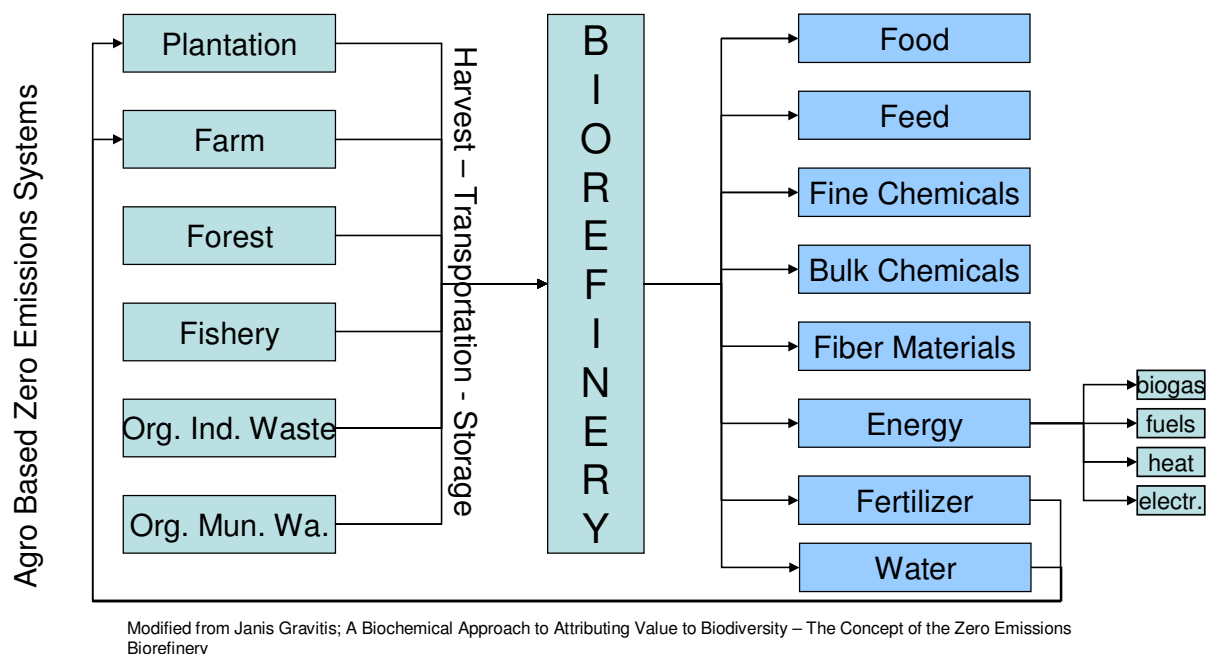 Agro Based Zero Emissions Systems
Plantation
Farm
Forest
Fishery
Org. Ind. Waste
Org. Mun. Wa.
Harvest – Transportation - Storage
BIOREFINERY
Food
Feed
Fine Chemicals
Bulk Chemicals
Fiber Materials
Energy
Fertilizer
Water
biogas
fuels
heat
electr.
Modified from Janis Gravitis; A Biochemical Approach to Attributing Value to Biodiversity – The Concept of the Zero Emissions
Biorefinery